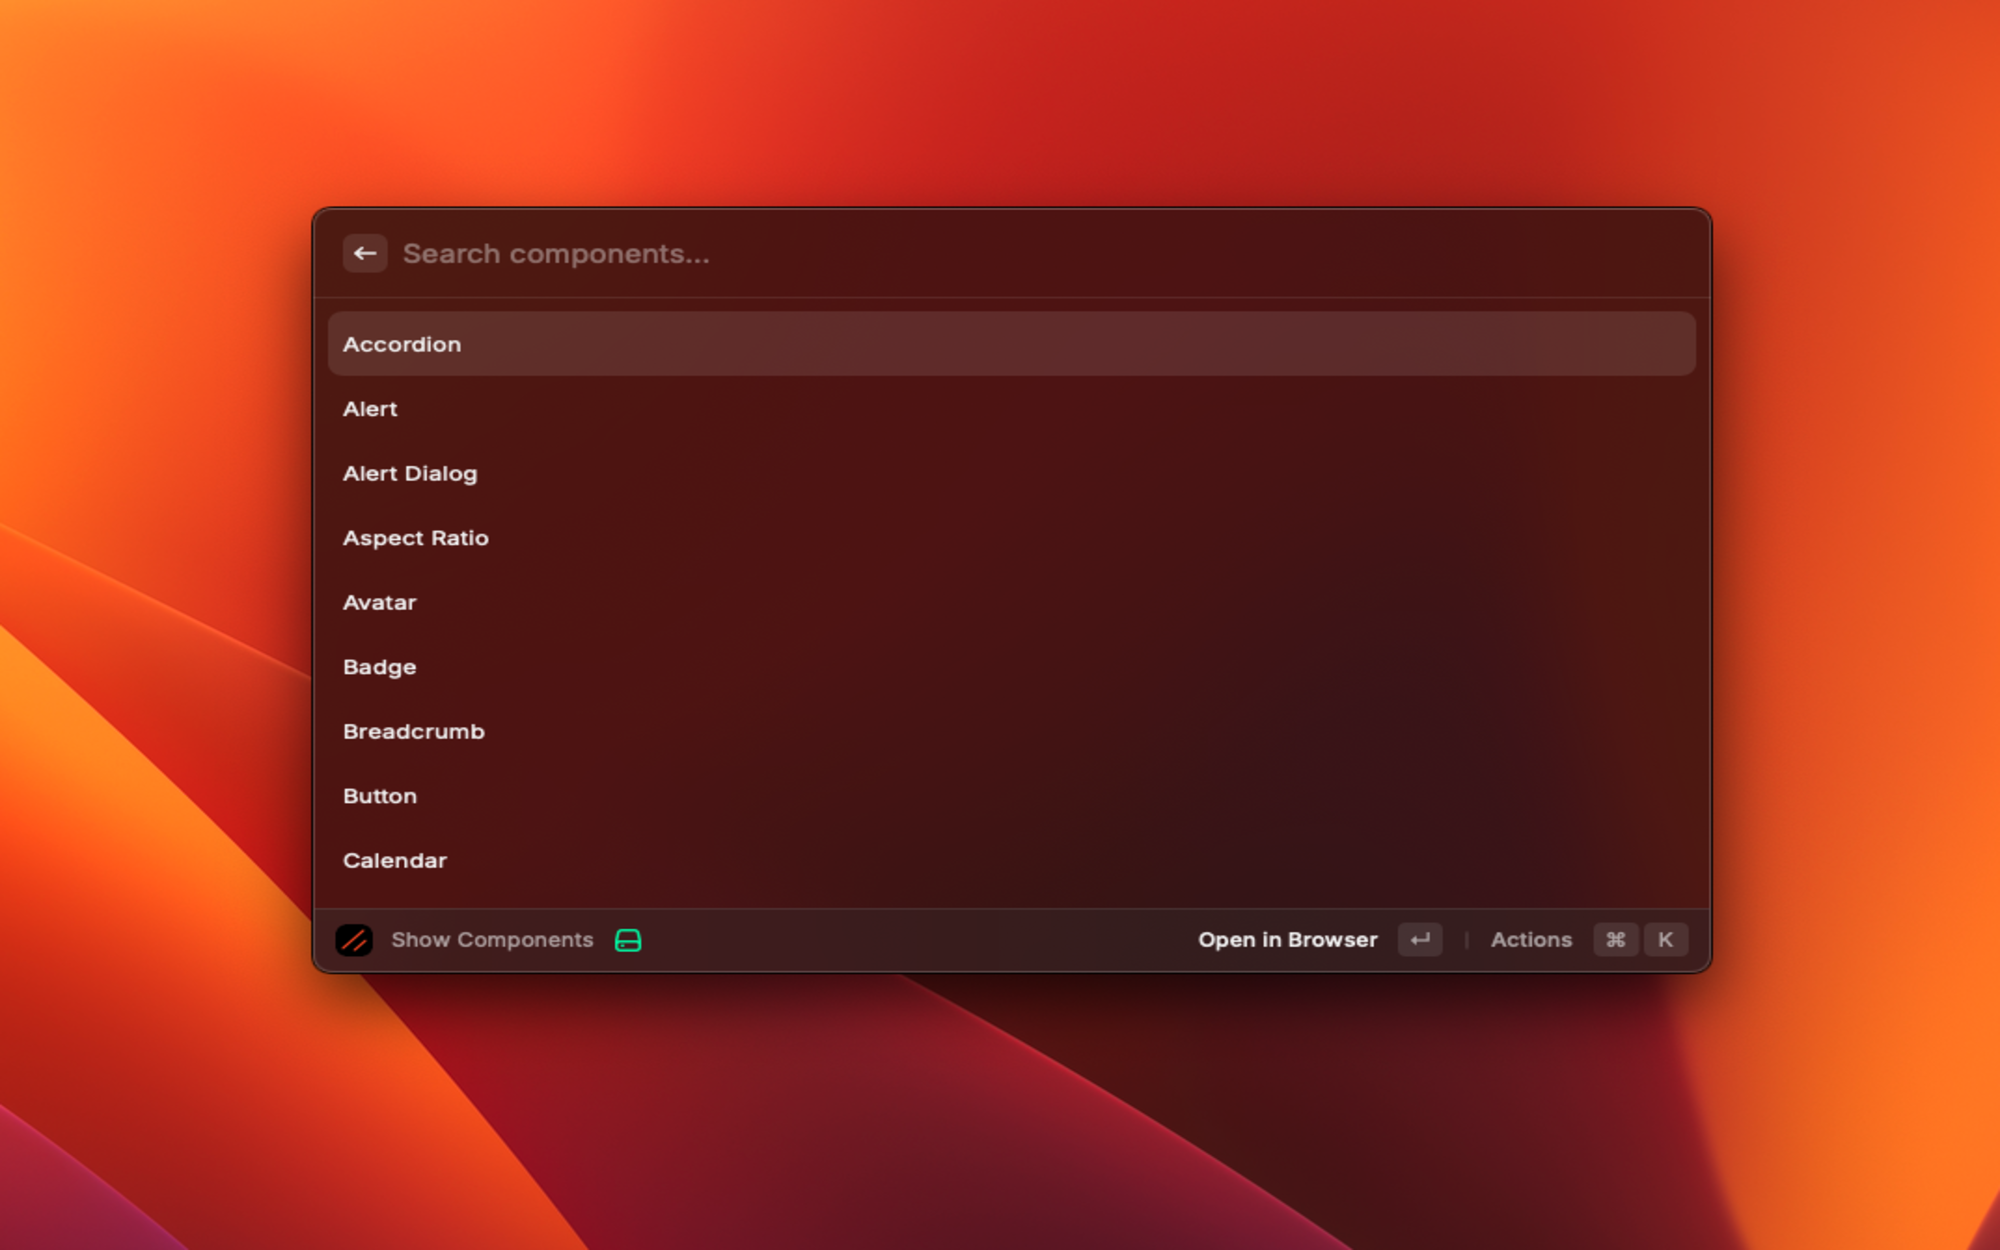 Search components...
Accordion
Alert
Alert Dialog
Aspect Ratio
Avatar
Badge
Breadcrumb
Button
Calendar
Show Components Open in Browser ↵ | Actions ⌘ K